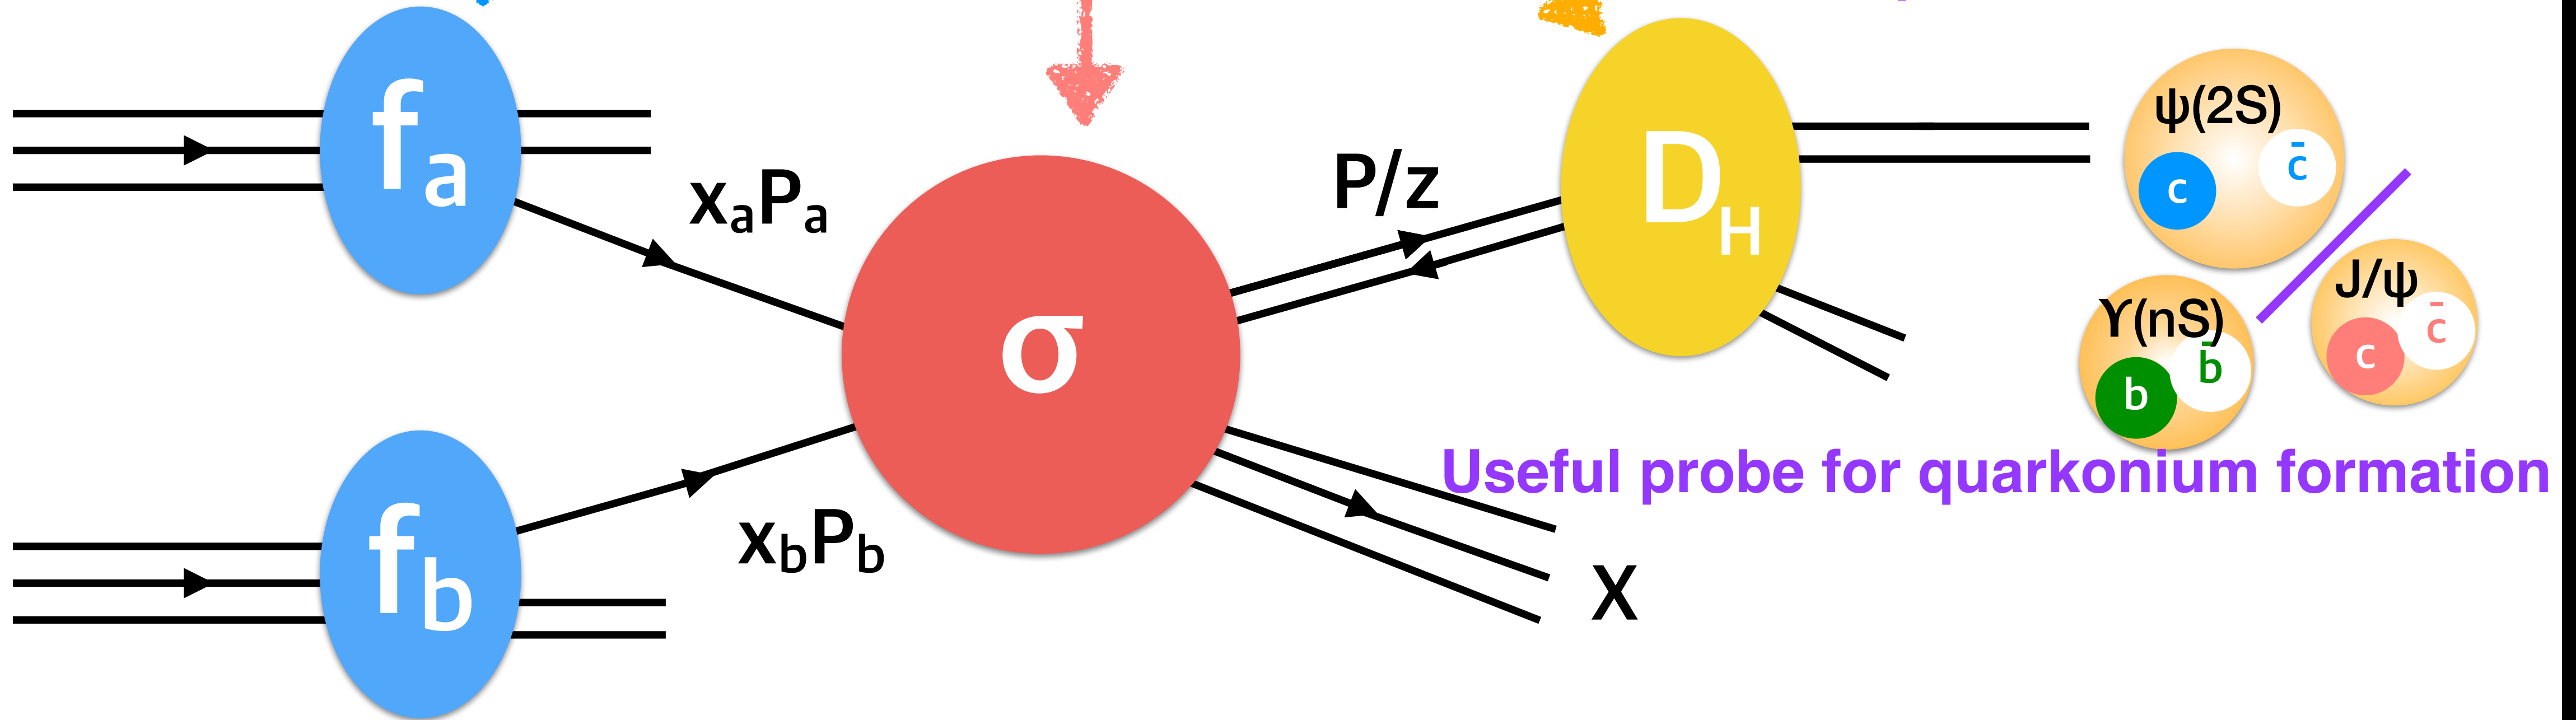 fa
xaPa
P/z
DH
ψ(2S)
c
c̄
J/ψ
c
c̄
ϒ(nS)
b
b̄
σ
Useful probe for quarkonium formation
fb
xbPb
X